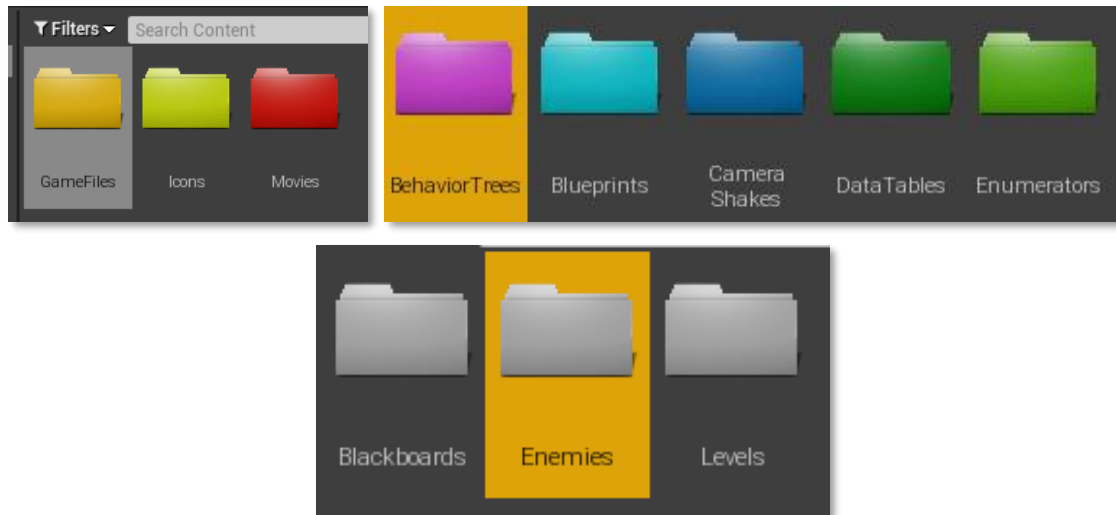 Filters
Search Content
GameFiles
Icons
Movies
BehaviorTrees
Blueprints
Camera
Shakes
DataTables
Enumerators
Blackboards
Enemies
Levels